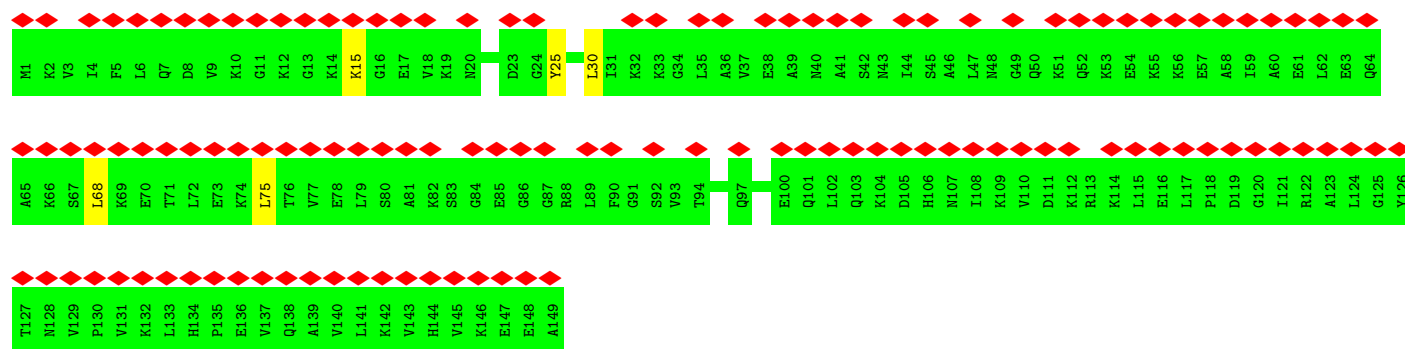 M1 K2 V3 I4 F5 L6 Q7 D8 V9 K10 G11 K12 G13 K14 K15 G16 E17 V18 K19 N20 D23 G24 Y25 L30 I31 K32 K33 G34 L35 A36 V37 E38 A39 N40 A41 S42 N43 I44 S45 A46 L47 N48 G49 Q50 K51 Q52 K53 E54 K55 K56 E57 A58 I59 A60 E61 L62 E63 Q64
A65 K66 S67 L68 K69 E70 T71 L72 E73 K74 L75 T76 V77 E78 L79 S80 A81 K82 S83 G84 E85 G86 G87 R88 L89 F90 G91 S92 V93 T94 Q97 E100 Q101 L102 Q103 K104 D105 H106 N107 I108 K109 V110 D111 K112 R113 K114 L115 E116 L117 P118 D119 G120 I121 R122 A123 L124 G125 Y126
T127 N128 V129 P130 V131 K132 L133 H134 P135 E136 V137 Q138 A139 V140 L141 K142 V143 H144 V145 K146 E147 E148 A149